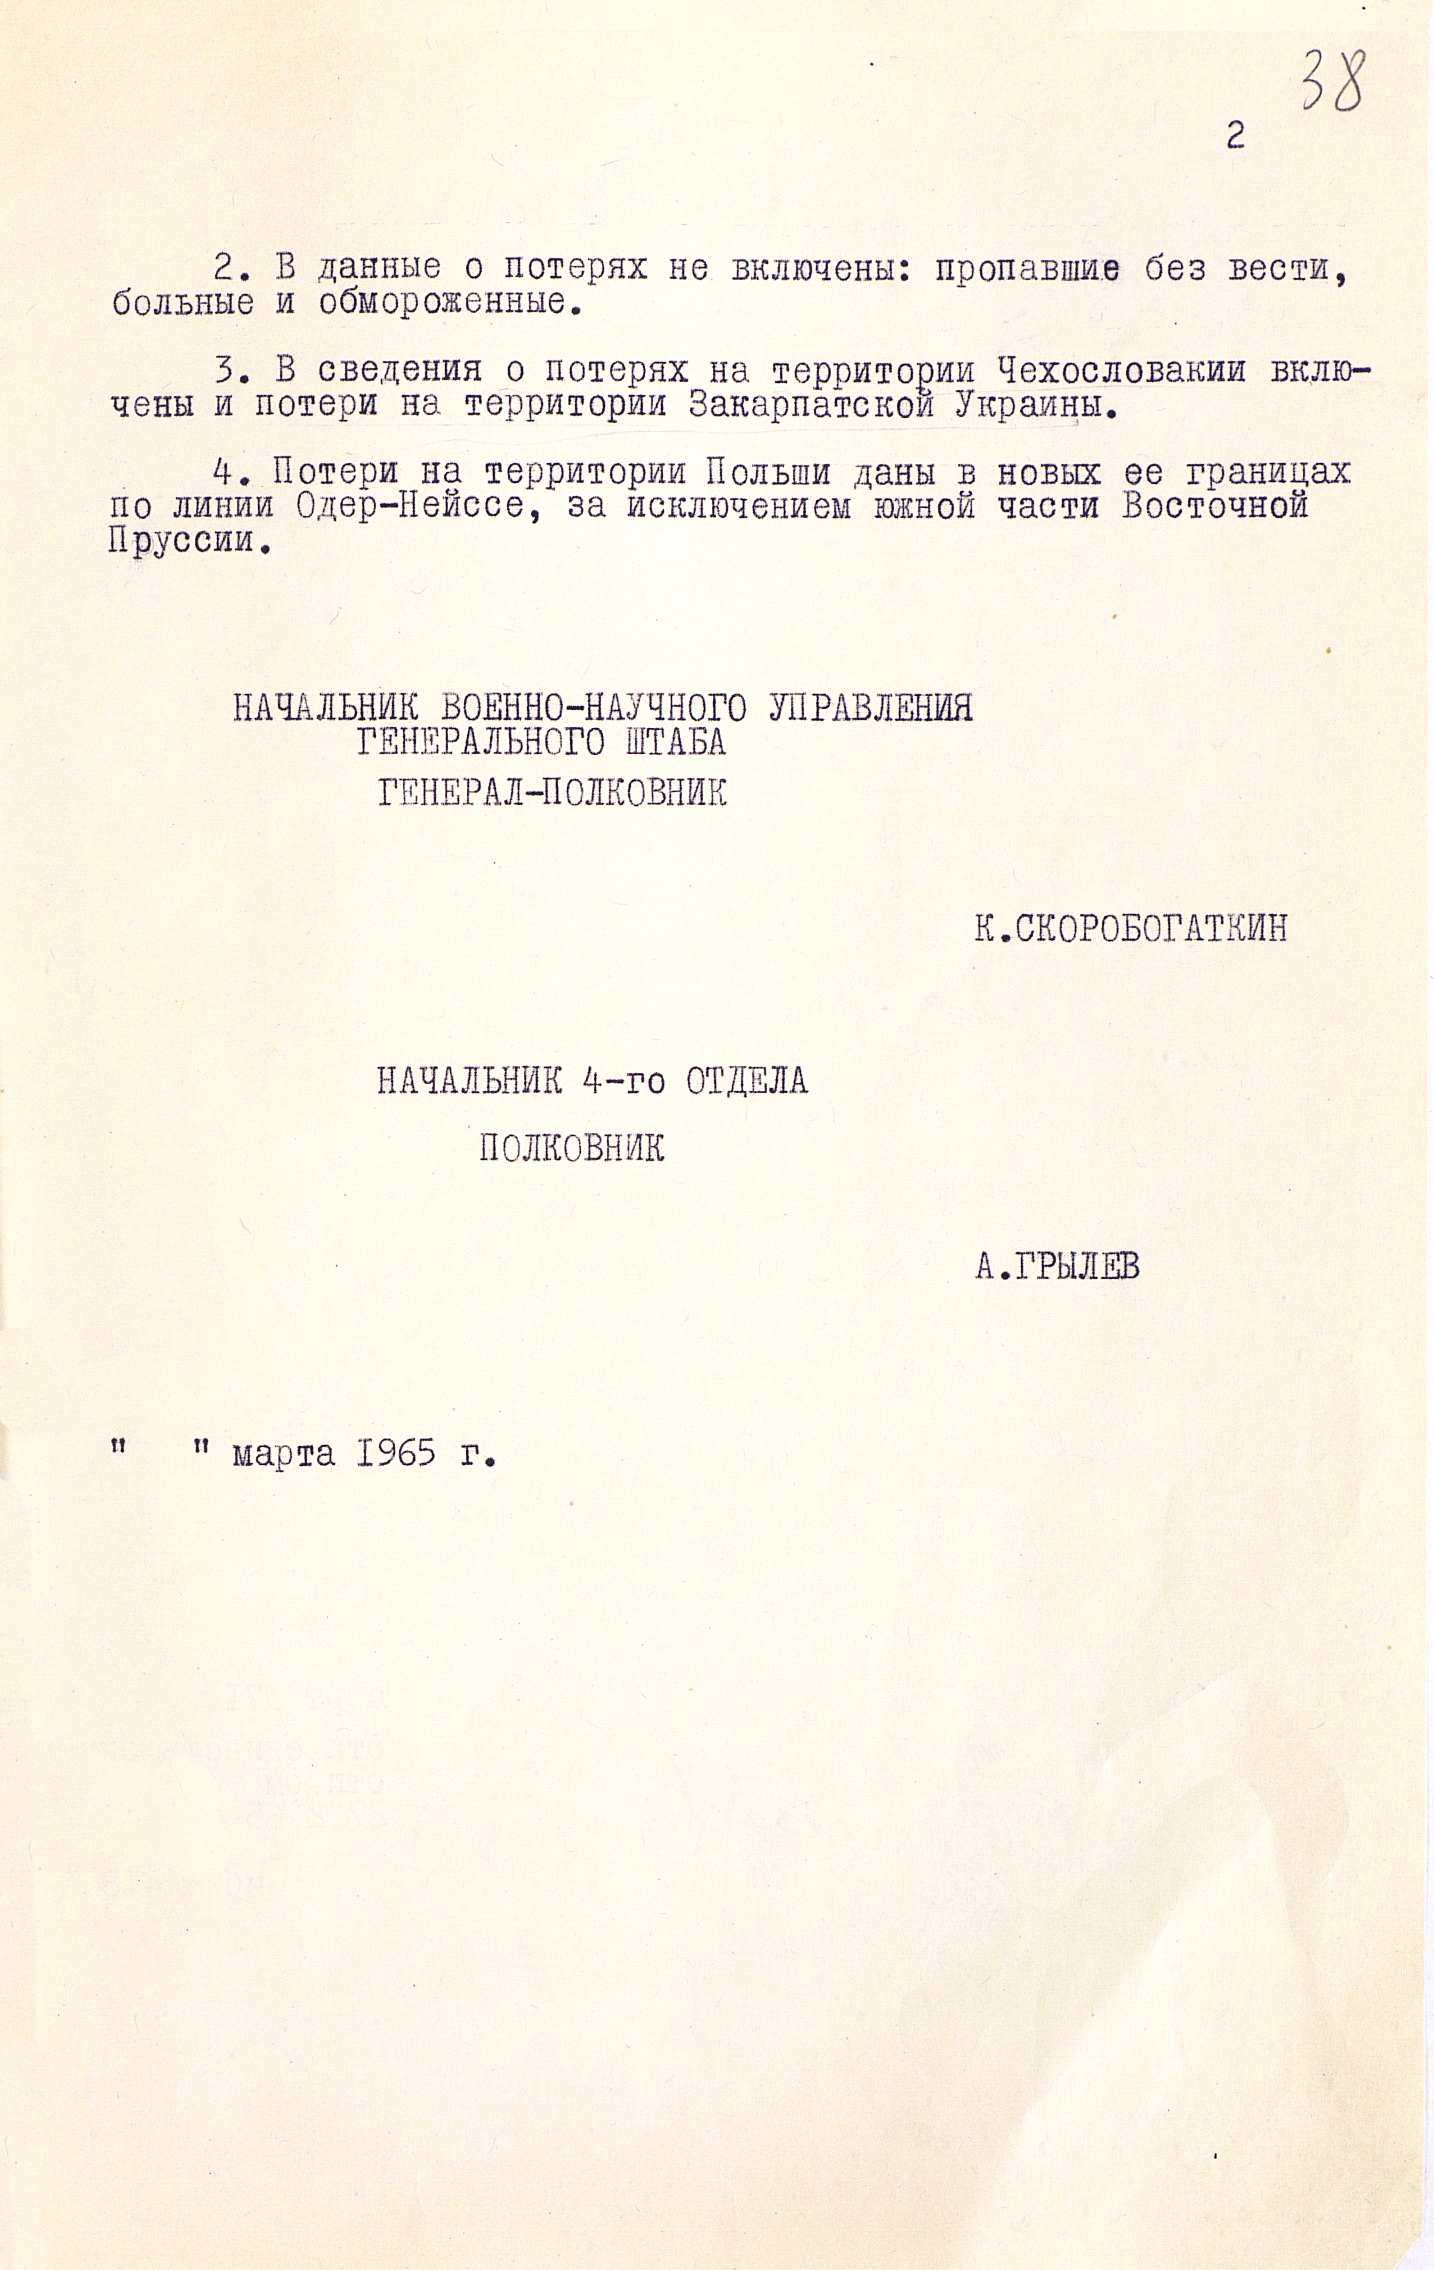 38
2
2. В данные о потерях не включены: пропавшие без вести,
больные и обмороженные.
3. В сведения о потерях на территории Чехословакии вклю-
чены и потери на территории Закарпатской Украины.
4. Потери на территории Польши даны в новых ее границах
по линии Одер-Нейссе, за исключением южной части Восточной
Пруссии.
НАЧАЛЬНИК ВОЕННО-НАУЧНОГО УПРАВЛЕНИЯ
ГЕНЕРАЛЬНОГО ШТАБА
ГЕНЕРАЛ-ПОЛКОВНИК
К.СКОРОБОГАТКИН
НАЧАЛЬНИК 4-го ОТДЕЛА
ПОЛКОВНИК
А.ГРЫЛЕВ
" " марта 1965 г.